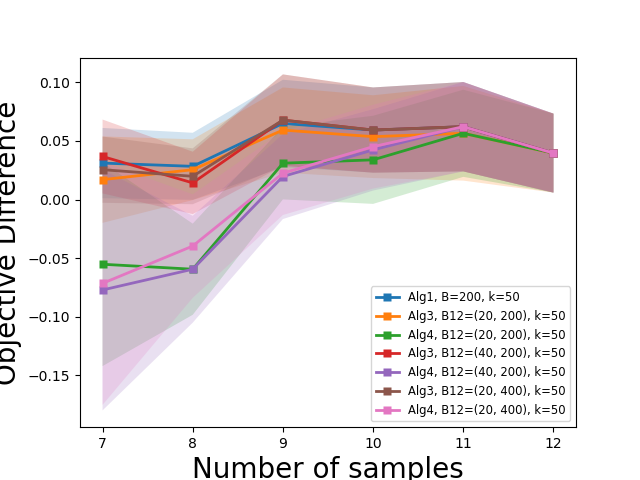 0.10
0.05
0.00
−0.05
−0.10
−0.15
Objective Difference
7 8 9 10 11 12
Number of samples
Alg1, B=200, k=50
Alg3, B12=(20, 200), k=50
Alg4, B12=(20, 200), k=50
Alg3, B12=(40, 200), k=50
Alg4, B12=(40, 200), k=50
Alg3, B12=(20, 400), k=50
Alg4, B12=(20, 400), k=50